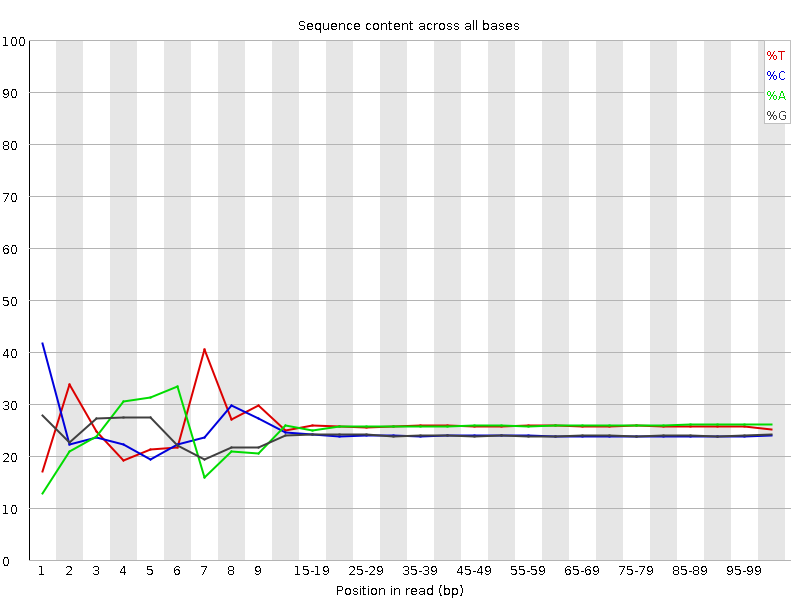 Sequence content across all bases
100
90
80
70
60
50
40
30
20
10
0
%T
%C
%A
%G
1 2 3 4 5 6 7 8 9 15-19 25-29 35-39 45-49 55-59 65-69 75-79 85-89 95-99
Position in read (bp)